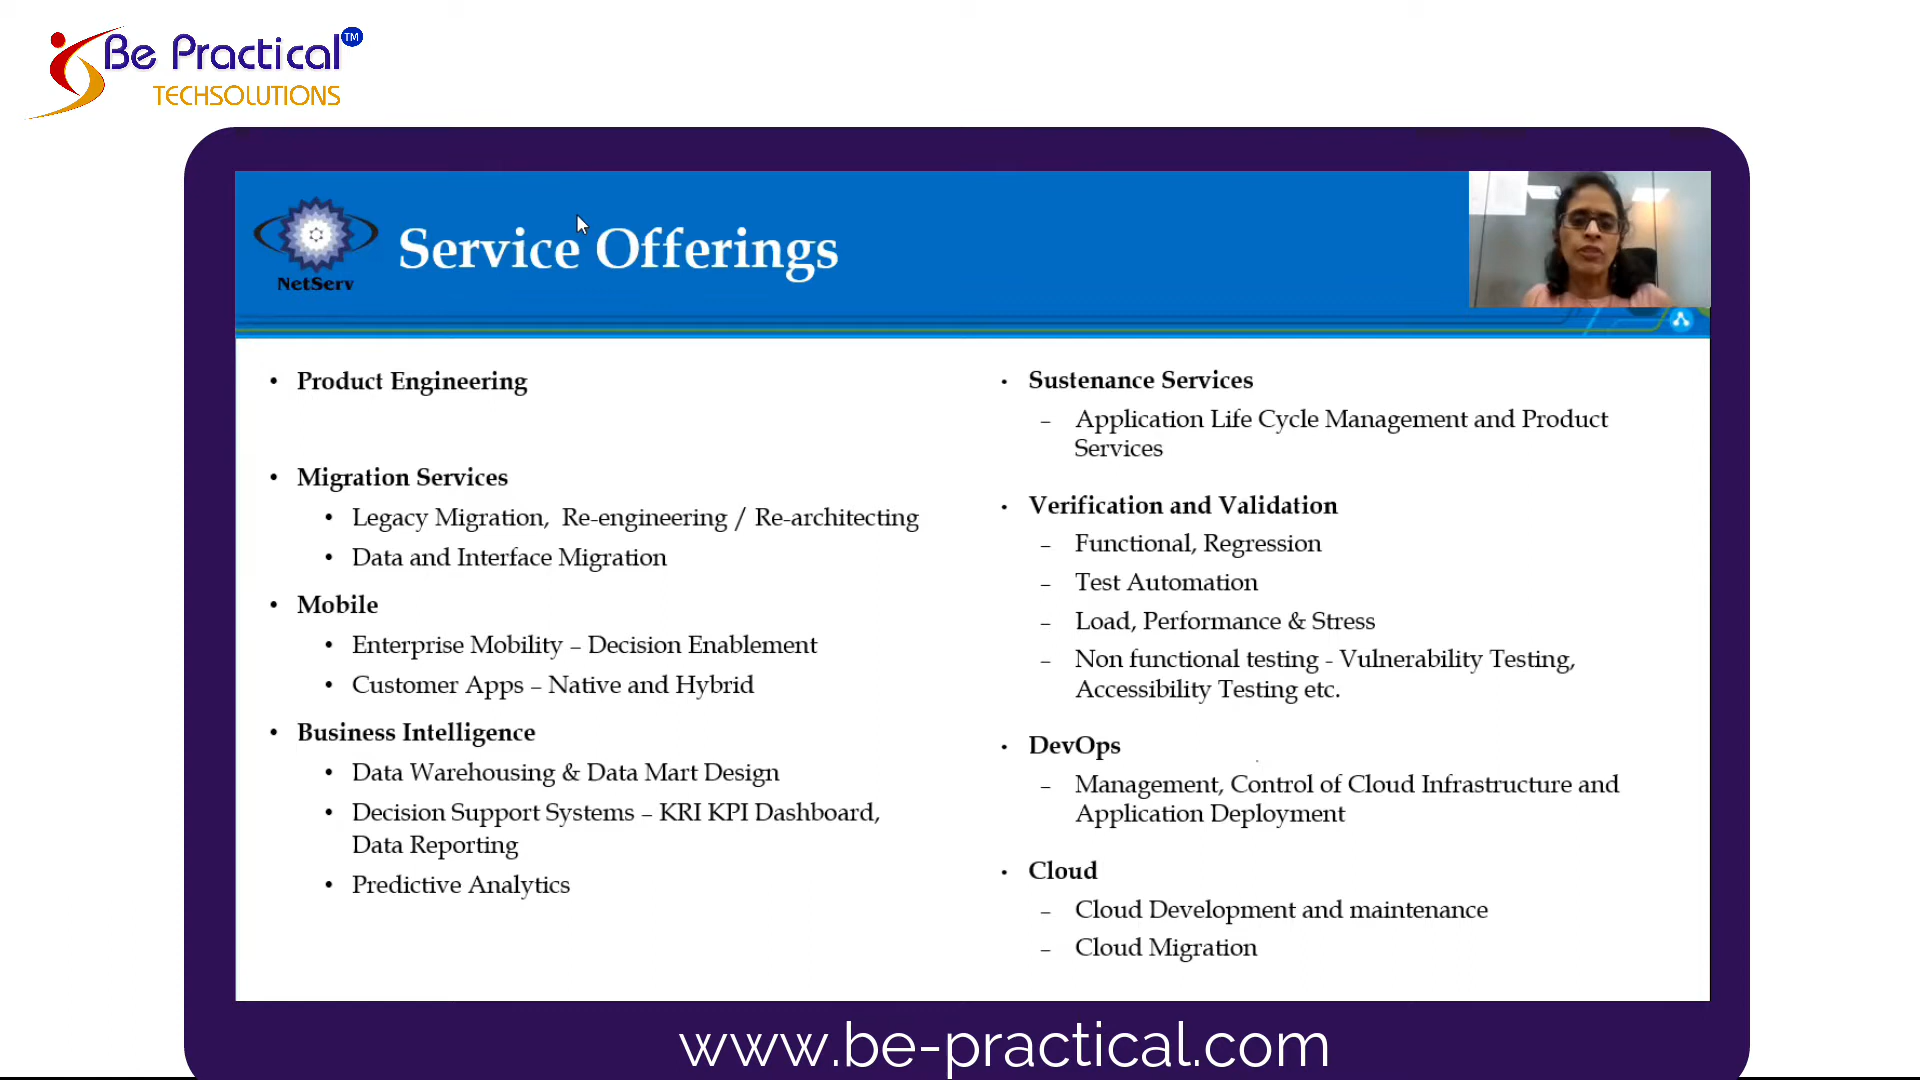 Be Practical TM
TECHSOLUTIONS
NetServ
Service Offerings
• Product Engineering
• Migration Services
• Legacy Migration, Re-engineering / Re-architecting
• Data and Interface Migration
• Mobile
• Enterprise Mobility – Decision Enablement
• Customer Apps – Native and Hybrid
• Business Intelligence
• Data Warehousing & Data Mart Design
• Decision Support Systems – KRI KPI Dashboard,
Data Reporting
• Predictive Analytics
• Sustenance Services
– Application Life Cycle Management and Product
Services
• Verification and Validation
– Functional, Regression
– Test Automation
– Load, Performance & Stress
– Non functional testing - Vulnerability Testing,
Accessibility Testing etc.
• DevOps
– Management, Control of Cloud Infrastructure and
Application Deployment
• Cloud
– Cloud Development and maintenance
– Cloud Migration
www.be-practical.com